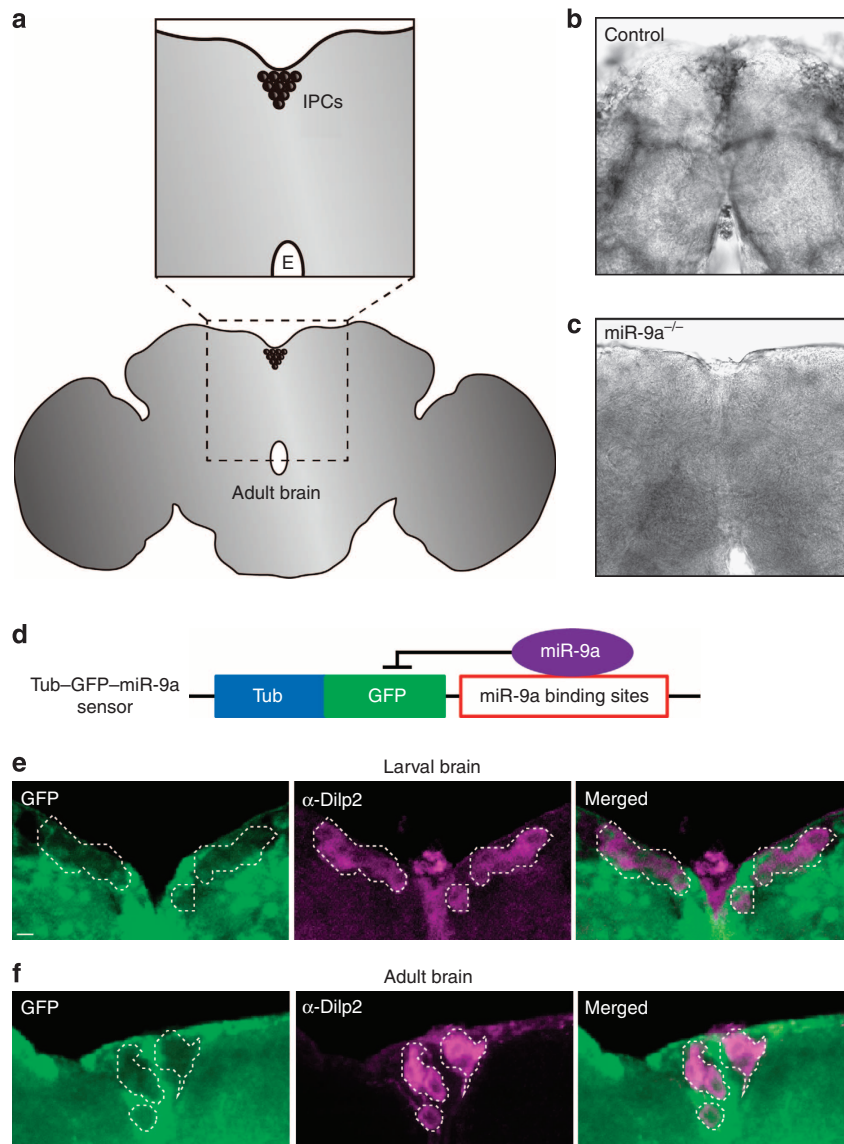 a
IPCs
E
Adult brain
b
Control
c
miR-9a–/–
d
Tub–GFP–miR-9a
sensor
Tub
GFP
miR-9a
miR-9a binding sites
e
Larval brain
GFP
α-Dilp2
Merged
f
Adult brain
GFP
α-Dilp2
Merged